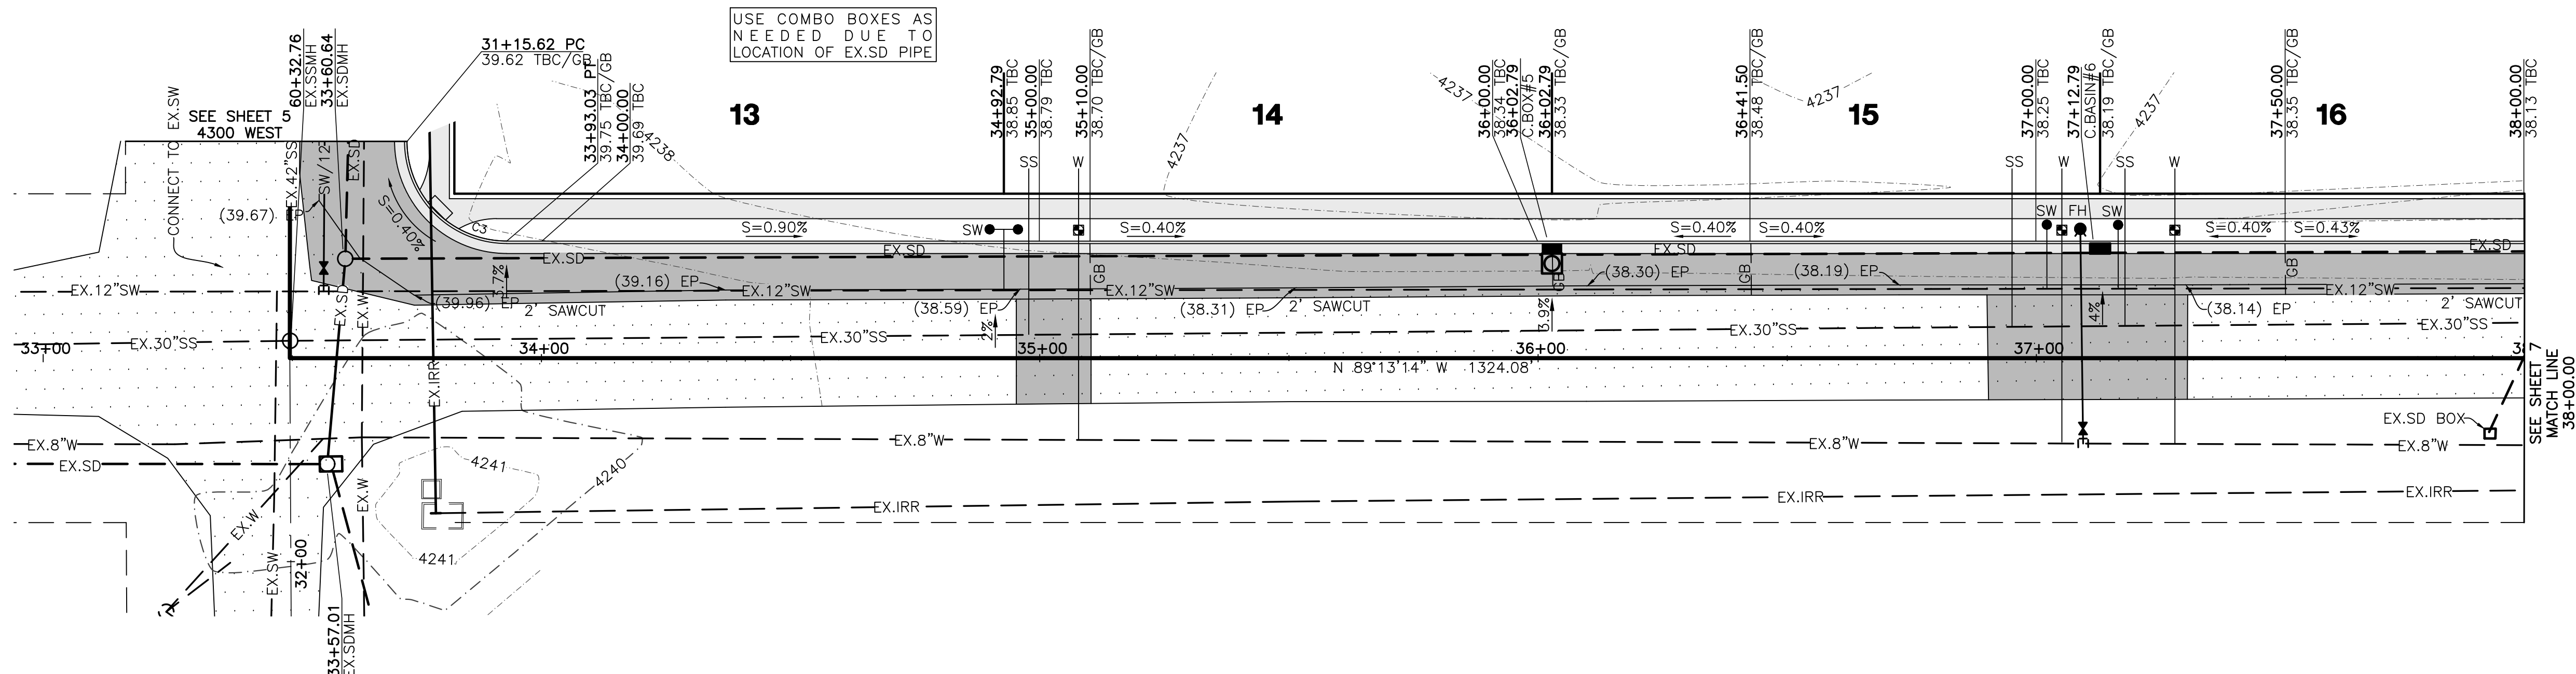 USE COMBO BOXES AS
NEEDED DUE TO
LOCATION OF EX.SD PIPE
SEE SHEET 5
4300 WEST
CONNECT TO EX.SW
60+32.76
EX.SSMH
33+60.64
EX.SDMH
31+15.62 PC
39.62 TBC/GB
33+93.03 PT
39.75 TBC/GB
34+00.00
39.69 TBC
13
34+92.79
38.85 TBC
35+00.00
38.79 TBC
35+10.00
38.70 TBC/GB
14
36+00.00
38.34 TBC
36+02.79
C.BOX#5
36+02.79
38.33 TBC/GB
36+41.50
38.48 TBC/GB
15
37+00.00
38.25 TBC
37+12.79
C.BASIN#6
38.19 TBC/GB
37+50.00
38.35 TBC/GB
16
38+00.00
38.13 TBC
4238
4237
4237
4237
4237
EX.42"SS
SW/12"
EX.SD
(39.67) EP
S=0.40%
C3
S=0.90%
SW
SS
W
S=0.40%
S=0.40%
S=0.40%
SS
W
SS
W
SW
FH
SW
S=0.40%
S=0.43%
EX.SD
EX.SD
EX.SD
EX.SD
EX.12"SW
EX.SD
EX.W
(39.96) EP
2' SAWCUT
(39.16) EP
EX.12"SW
(38.59) EP
2%
GB
EX.12"SW
(38.31) EP
2' SAWCUT
3.9%
GB
(38.30) EP
GB
(38.19) EP
4%
(38.14) EP
GB
EX.12"SW
2' SAWCUT
EX.30"SS
EX.30"SS
EX.30"SS
EX.30"SS
33+00
34+00
35+00
36+00
37+00
N 89°13'14" W 1324.08'
EX.IRR
SEE SHEET 7
MATCH LINE
38+00.00
EX.SD BOX
EX.8"W
EX.8"W
EX.8"W
EX.8"W
EX.SD
EX.W
EX.W
4241
4240
4241
EX.IRR
EX.IRR
EX.IRR
EX.SW
32+00
33+57.01
EX.SDMH